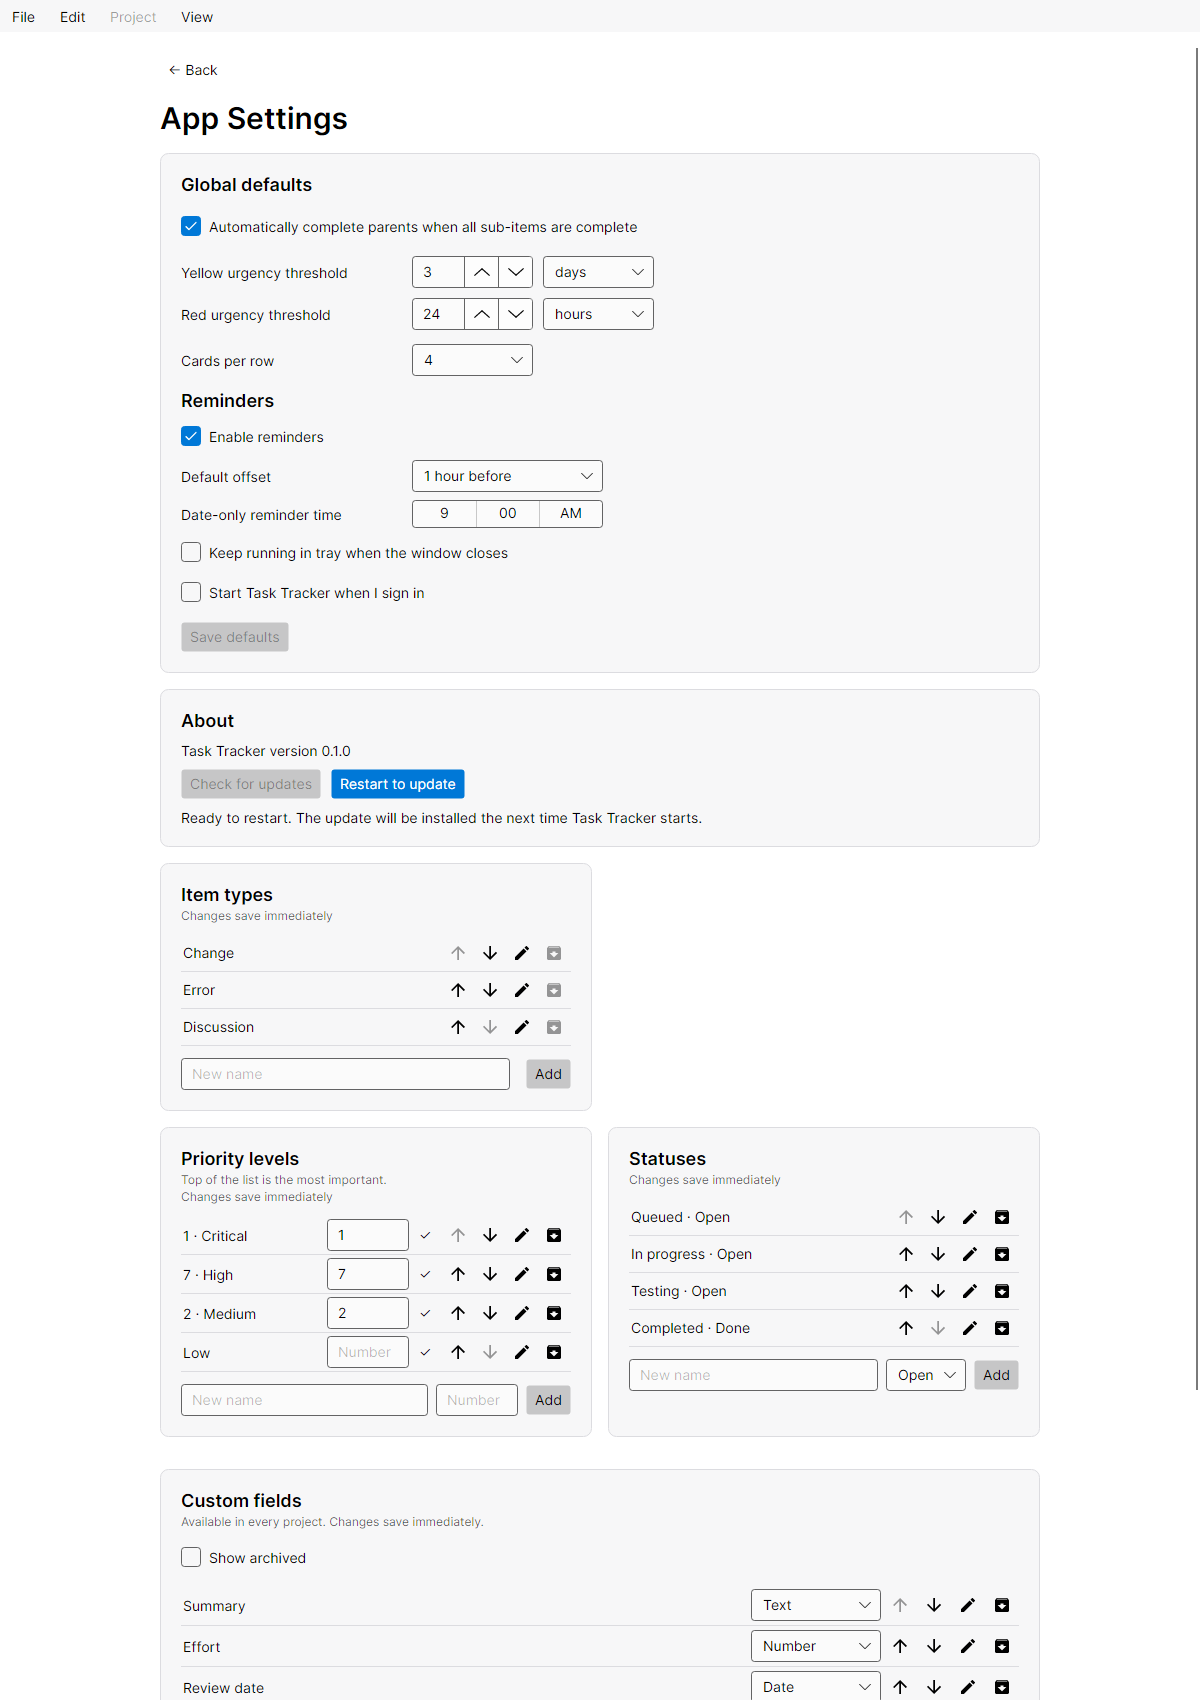 File Edit Project View
← Back
App Settings
Global defaults
Automatically complete parents when all sub-items are complete
Yellow urgency threshold 3 days
Red urgency threshold 24 hours
Cards per row 4
Reminders
Enable reminders
Default offset 1 hour before
Date-only reminder time 9 00 AM
Keep running in tray when the window closes
Start Task Tracker when I sign in
Save defaults
About
Task Tracker version 0.1.0
Check for updates Restart to update
Ready to restart. The update will be installed the next time Task Tracker starts.
Item types
Changes save immediately
Change
Error
Discussion
New name Add
Priority levels
Top of the list is the most important.
Changes save immediately
1 · Critical 1
7 · High 7
2 · Medium 2
Low Number
New name Number Add
Statuses
Changes save immediately
Queued · Open
In progress · Open
Testing · Open
Completed · Done
New name Open Add
Custom fields
Available in every project. Changes save immediately.
Show archived
Summary Text
Effort Number
Review date Date